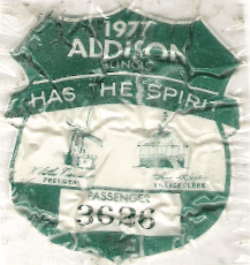 1977
ADDISON
ILLINOIS
HAS THE SPIRIT
PRESIDENT
VILLAGE CLERK
PASSENGER
3626